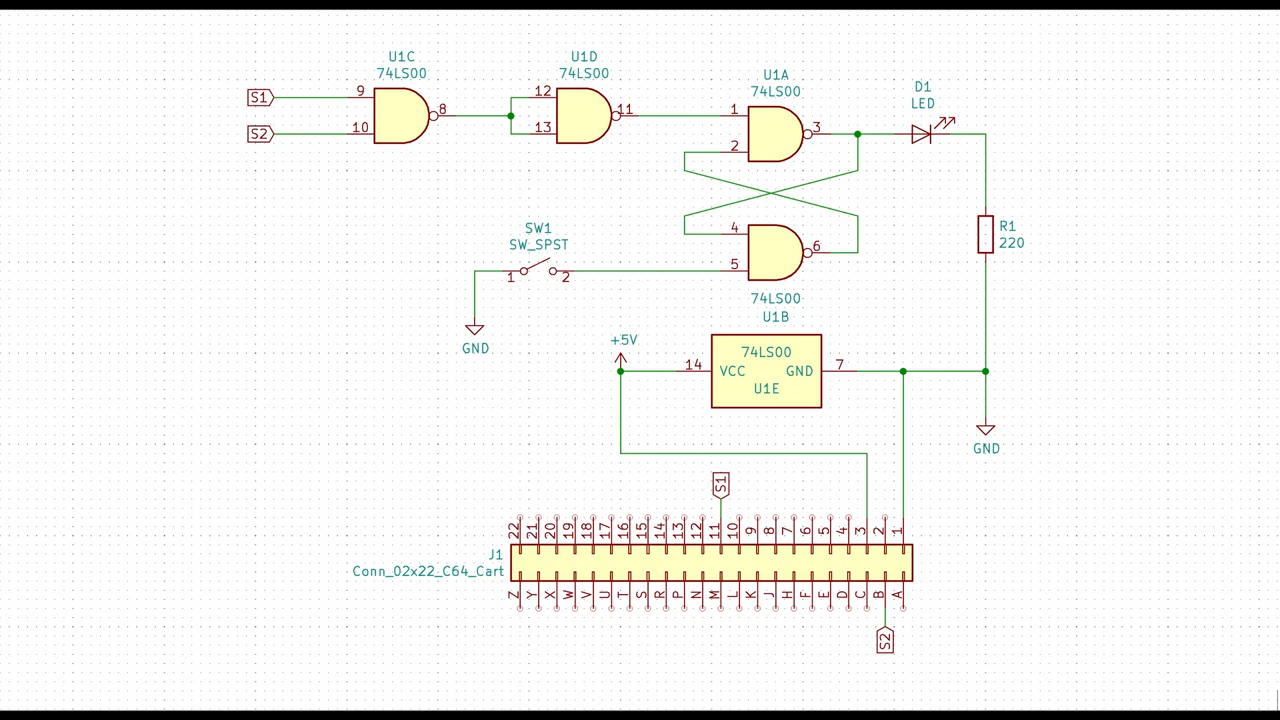 U1C
74LS00
U1D
74LS00
U1A
74LS00
D1
LED
S1
9
8
12
11
1
3
S2
10
13
2
SW1
SW_SPST
4
6
R1
220
1
2
5
GND
74LS00
U1B
+5V
14
74LS00
VCC
GND
U1E
7
GND
S1
22 21 20 19 18 17 16 15 14 13 12 11 10 9 8 7 6 5 4 3 2 1
J1
Conn_02x22_C64_Cart
Z Y X W V U T S R P N M L K J H F E D C B A
S2